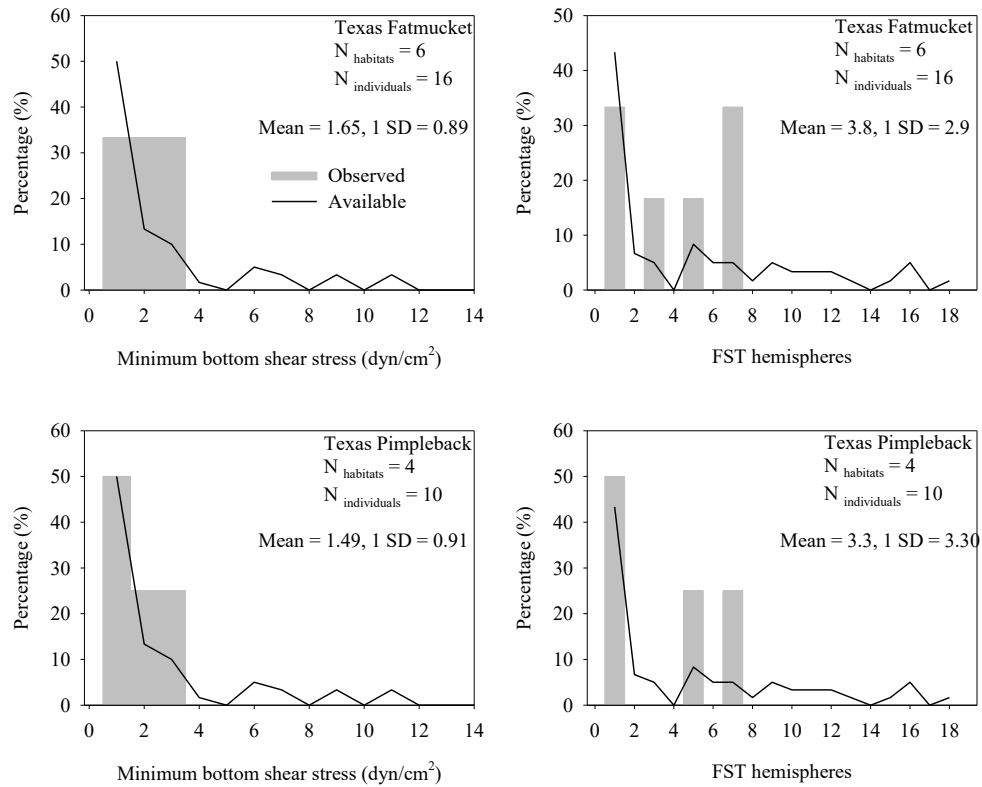 Texas Fatmucket
N habitats = 6
N individuals = 16
Mean = 1.65, 1 SD = 0.89
Observed
Available
Percentage (%)
60
50
40
30
20
10
0
0 2 4 6 8 10 12 14
Minimum bottom shear stress (dyn/cm²)
Texas Fatmucket
N habitats = 6
N individuals = 16
Mean = 3.8, 1 SD = 2.9
Percentage (%)
50
40
30
20
10
0
0 2 4 6 8 10 12 14 16 18
FST hemispheres
Texas Pimpleback
N habitats = 4
N individuals = 10
Mean = 1.49, 1 SD = 0.91
Percentage (%)
60
50
40
30
20
10
0
0 2 4 6 8 10 12 14
Minimum bottom shear stress (dyn/cm²)
Texas Pimpleback
N habitats = 4
N individuals = 10
Mean = 3.3, 1 SD = 3.30
Percentage (%)
60
50
40
30
20
10
0
0 2 4 6 8 10 12 14 16 18
FST hemispheres